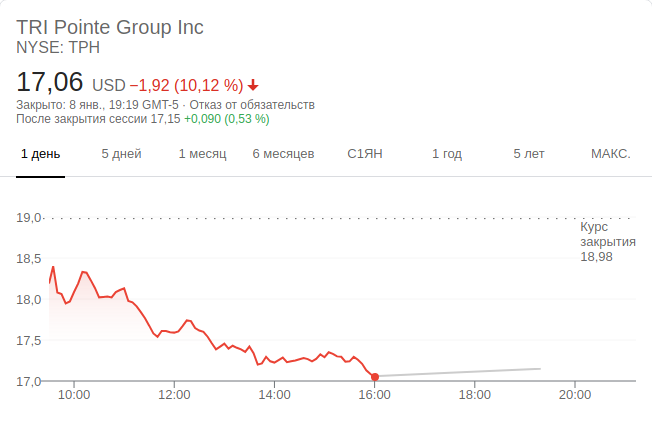 TRI Pointe Group Inc
NYSE: TPH
17,06 USD −1,92 (10,12 %)
Закрыто: 8 янв., 19:19 GMT-5 · Отказ от обязательств
После закрытия сессии 17,15 +0,090 (0,53 %)
1 день 5 дней 1 месяц 6 месяцев С1ЯН 1 год 5 лет МАКС.
19,0
Курс
закрытия
18,98
18,5
18,0
17,5
17,0
10:00 12:00 14:00 16:00 18:00 20:00